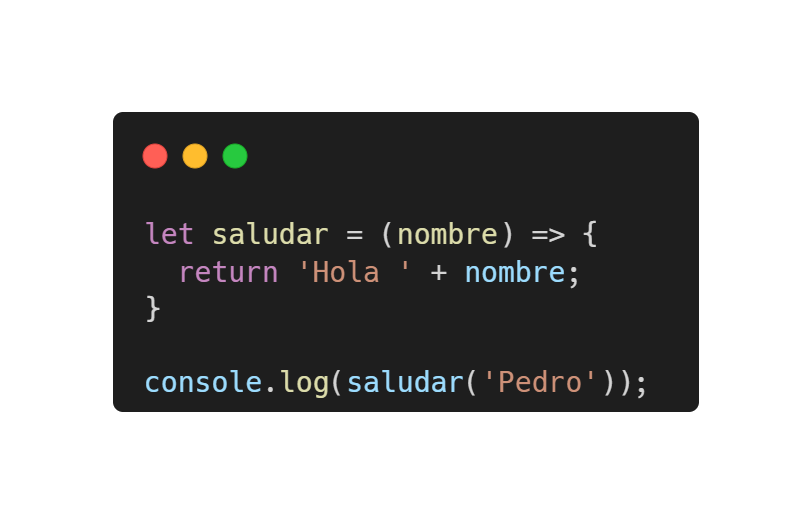 let saludar = (nombre) => {
  return 'Hola ' + nombre;
}
console.log(saludar('Pedro'));